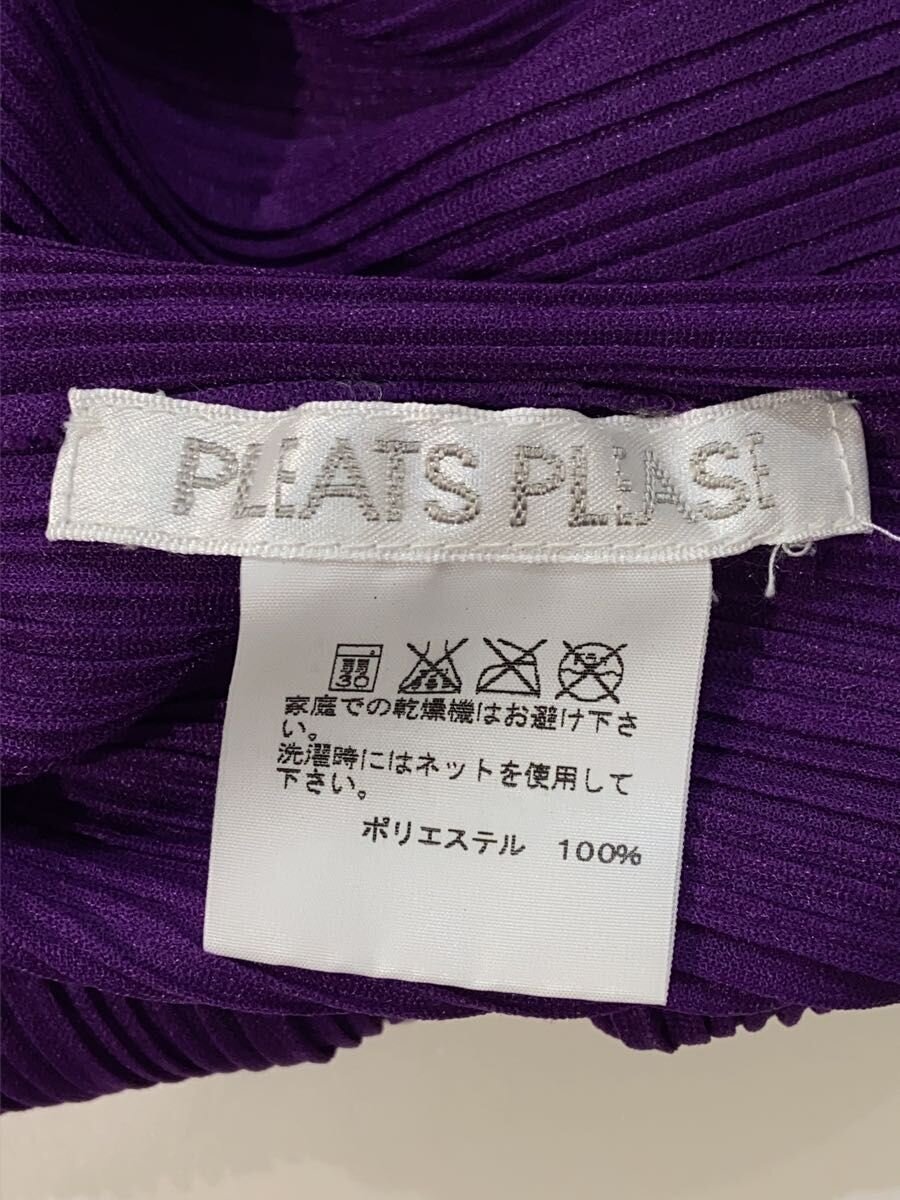 PLEATS PLEASE
30
家庭での乾燥機はお避け下さ
い。
洗濯時にはネットを使用して
下さい。
ポリエステル 100%